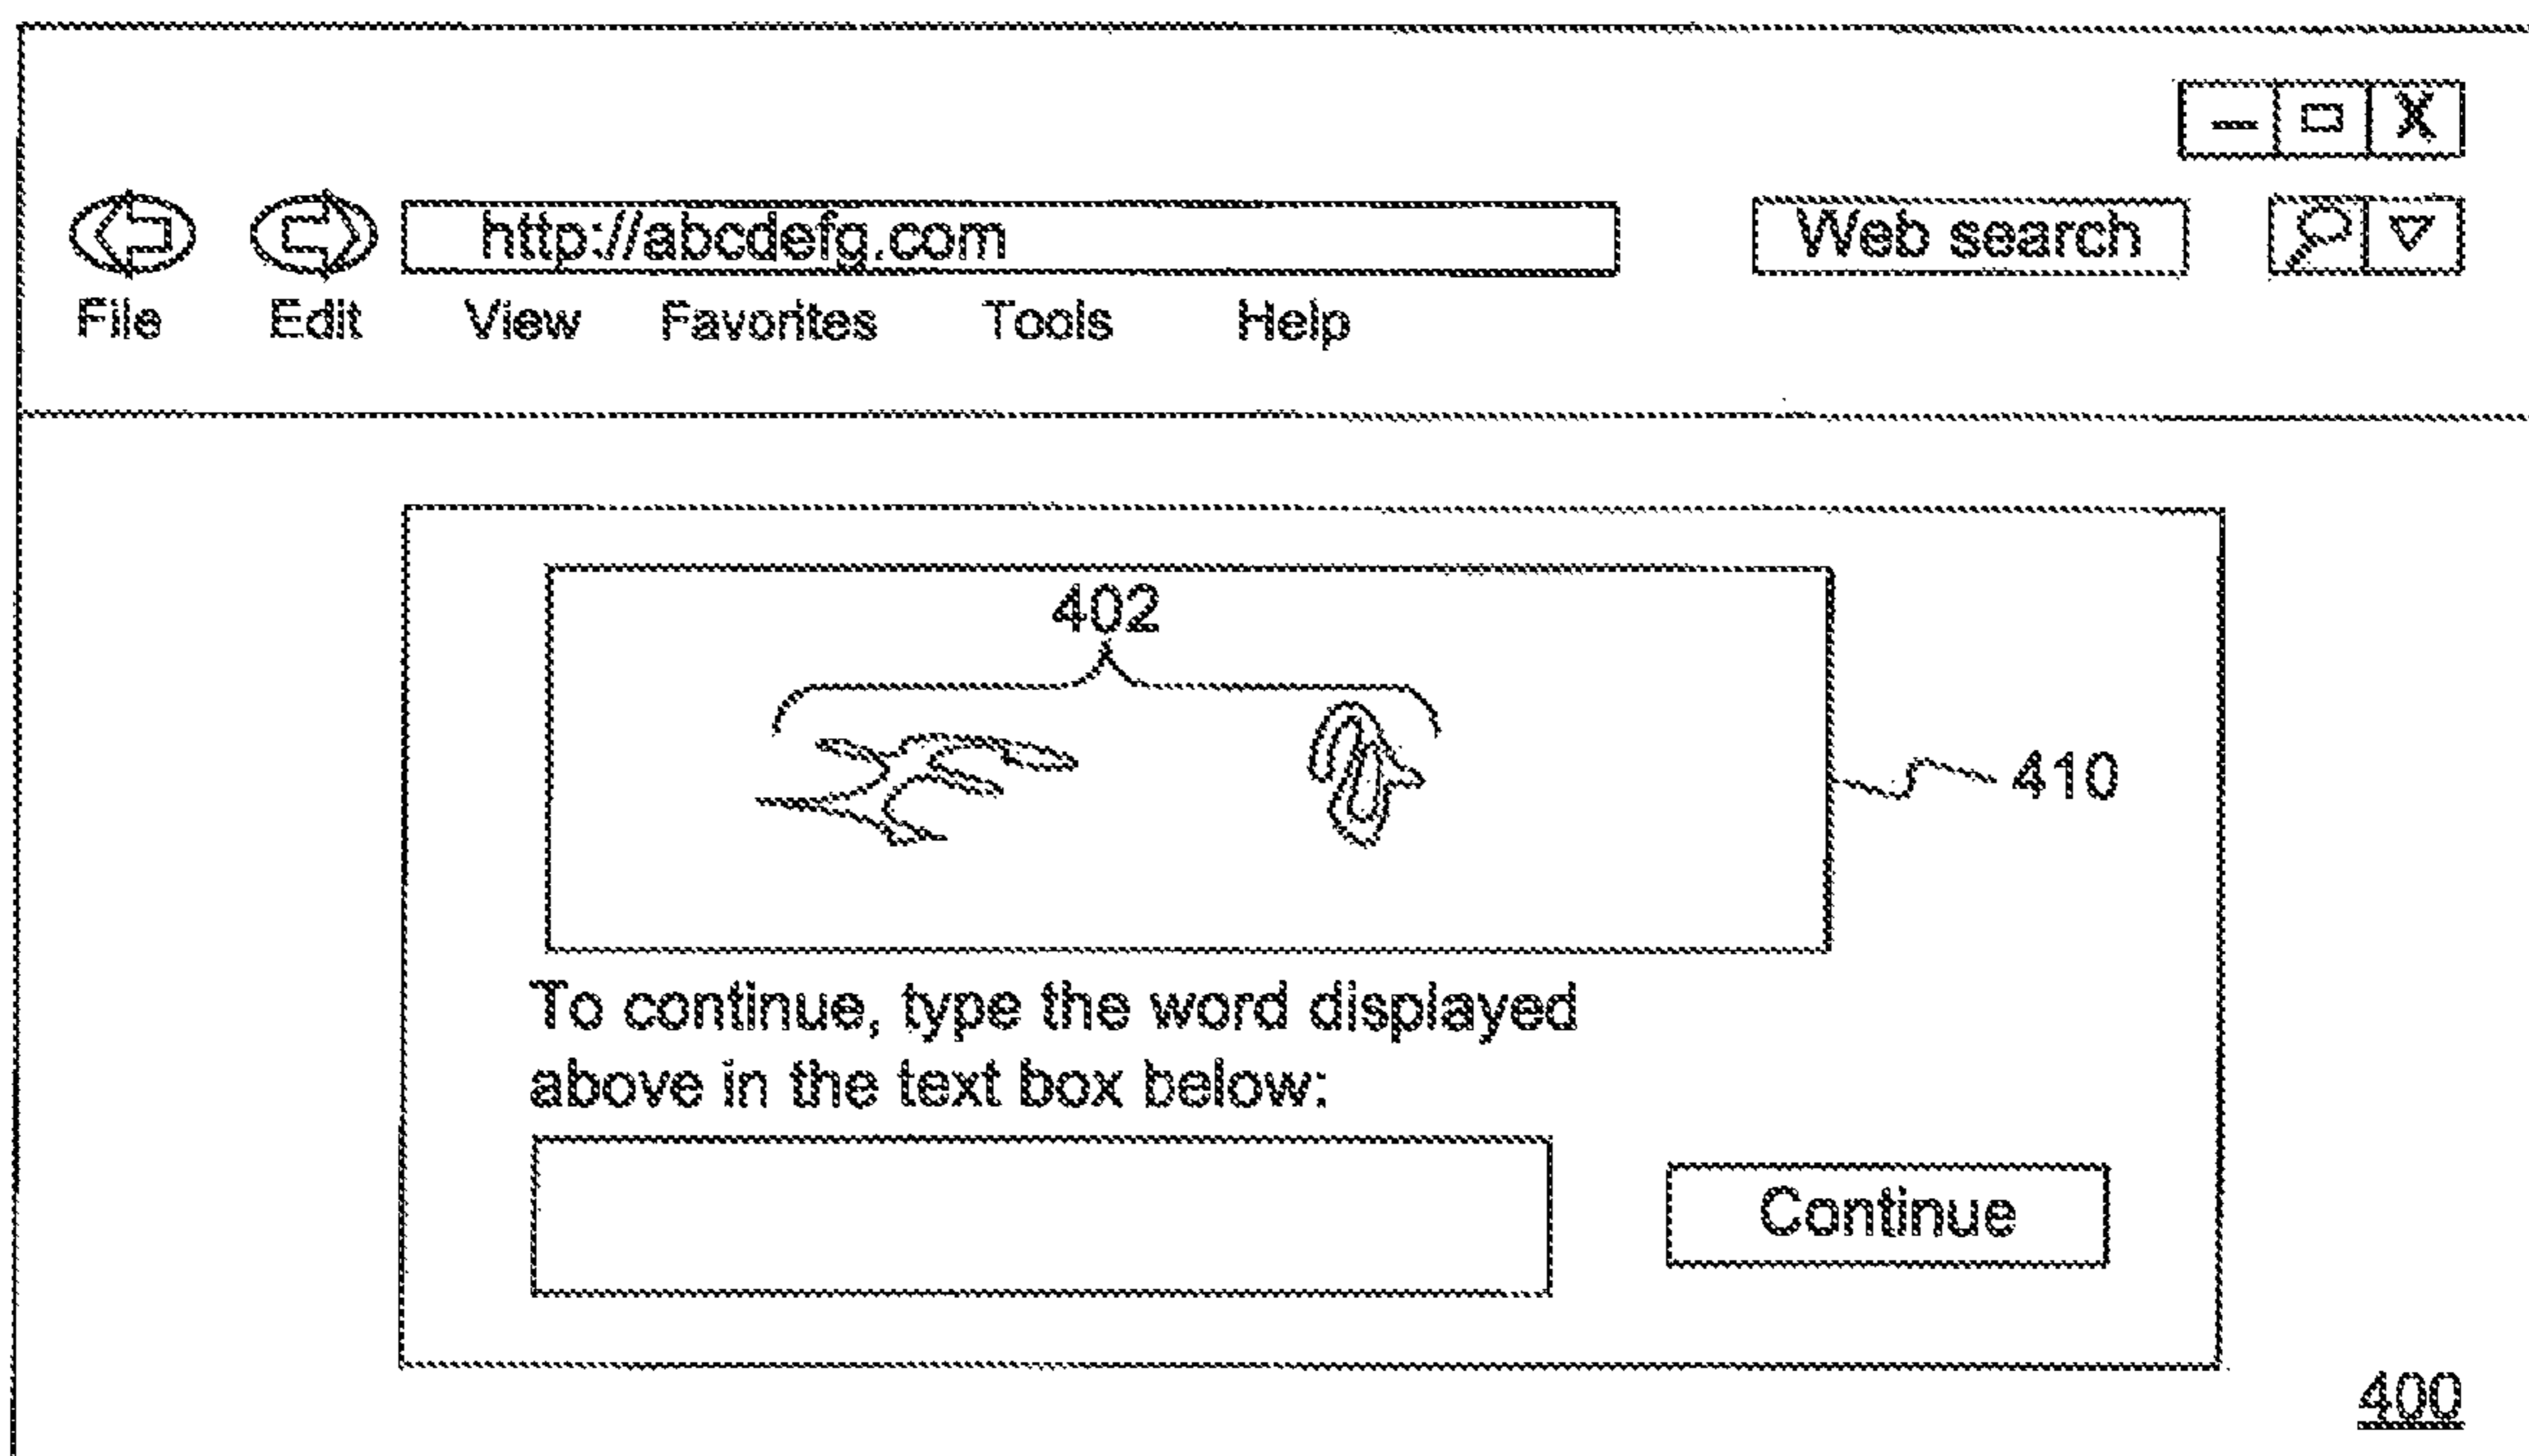 X
http://abcdefg.com Web search
File Edit View Favorites Tools Help
402
410
To continue, type the word displayed
above in the text box below:
Continue
400